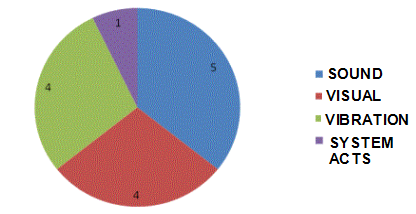 1
5
4
4
SOUND
VISUAL
VIBRATION
SYSTEM
ACTS